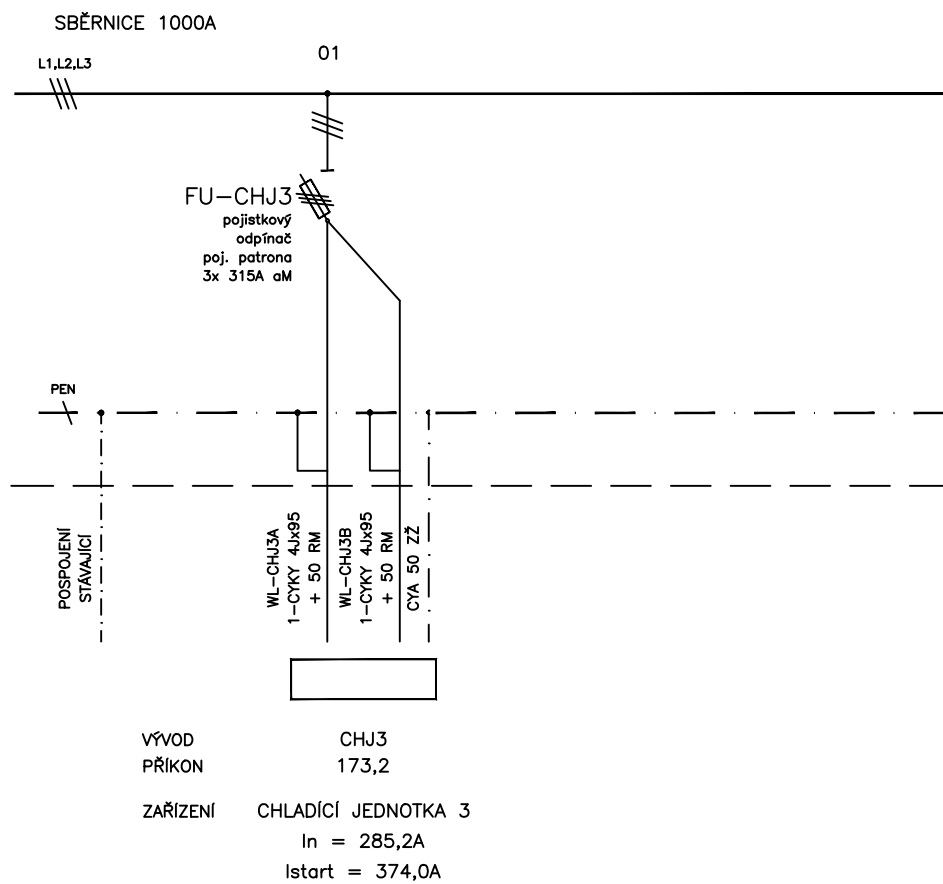 SBĚRNICE 1000A
01
L1,L2,L3
FU-CHJ3
pojistkový
odpínač
poj. patrona
3x 315A aM
PEN
POSPOJENÍ
STÁVAJÍCÍ
WL-CHJ3A
1-CYKY 4Jx95
+ 50 RM
WL-CHJ3B
1-CYKY 4Jx95
+ 50 RM
CYA 50 ZŽ
VÝVOD CHJ3
PŘÍKON 173,2
ZAŘÍZENÍ CHLADÍCÍ JEDNOTKA 3
In = 285,2A
Istart = 374,0A